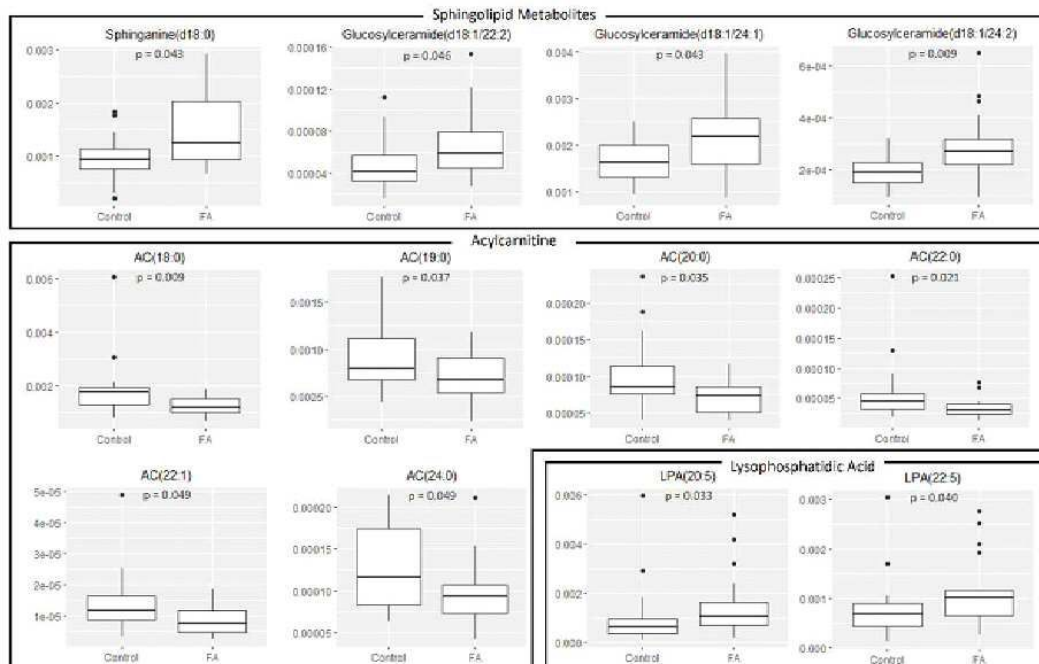 Sphingolipid Metabolites
Sphinganine(d18:0)
p = 0.043
0.003
0.002
0.001
Control
FA
Glucosylceramide(d18:1/22:2)
p = 0.046
0.00016
0.00012
0.00008
0.00004
Control
FA
Glucosylceramide(d18:1/24:1)
p = 0.043
0.004
0.003
0.002
0.001
Control
FA
Glucosylceramide(d18:1/24:2)
p = 0.009
6e-04
4e-04
2e-04
Control
FA
Acylcarnitine
AC(18:0)
p = 0.009
0.006
0.004
0.002
Control
FA
AC(19:0)
p = 0.037
0.0015
0.0010
0.0025
Control
FA
AC(20:0)
p = 0.035
0.00020
0.00015
0.00010
0.00005
Control
FA
AC(22:0)
p = 0.021
0.00025
0.00020
0.00015
0.00010
0.00005
Control
FA
AC(22:1)
p = 0.049
5e-05
4e-05
3e-05
2e-05
1e-05
Control
FA
AC(24:0)
p = 0.049
0.00020
0.00015
0.00010
0.00005
Control
FA
Lysophosphatidic Acid
LPA(20:5)
p = 0.033
0.006
0.004
0.002
0.000
Control
FA
LPA(22:5)
p = 0.040
0.003
0.002
0.001
0.000
Control
FA